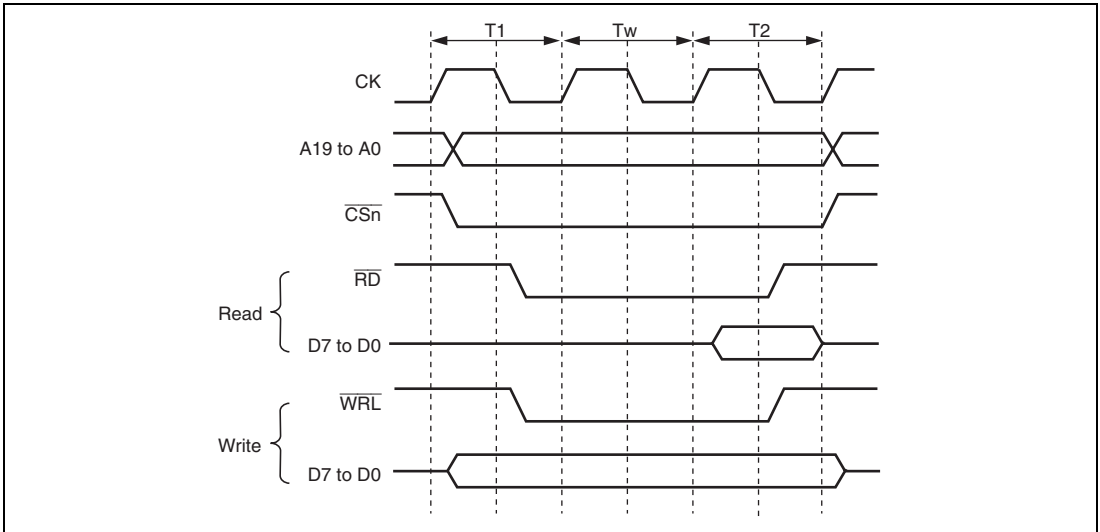 T1 Tw T2
CK
A19 to A0
CSn
RD
Read
D7 to D0
WRL
Write
D7 to D0